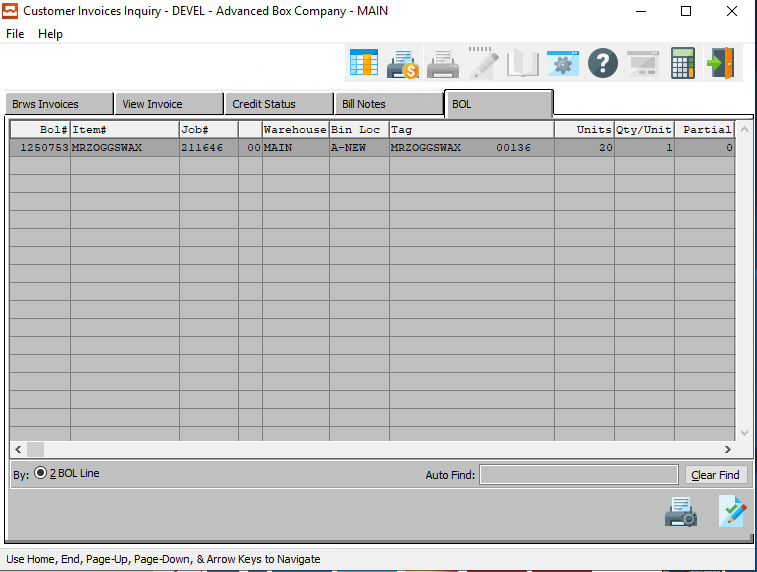 Customer Invoices Inquiry - DEVEL - Advanced Box Company - MAIN
File Help
Brws Invoices View Invoice Credit Status Bill Notes BOL
Bol# Item# Job# Warehouse Bin Loc Tag Units Qty/Unit Partial
1250753 MRZOGGSWAX 211646 00 MAIN A-NEW MRZOGGSWAX 00136 20 1 0
By: 2 BOL Line Auto Find: Clear Find
Use Home, End, Page-Up, Page-Down, & Arrow Keys to Navigate